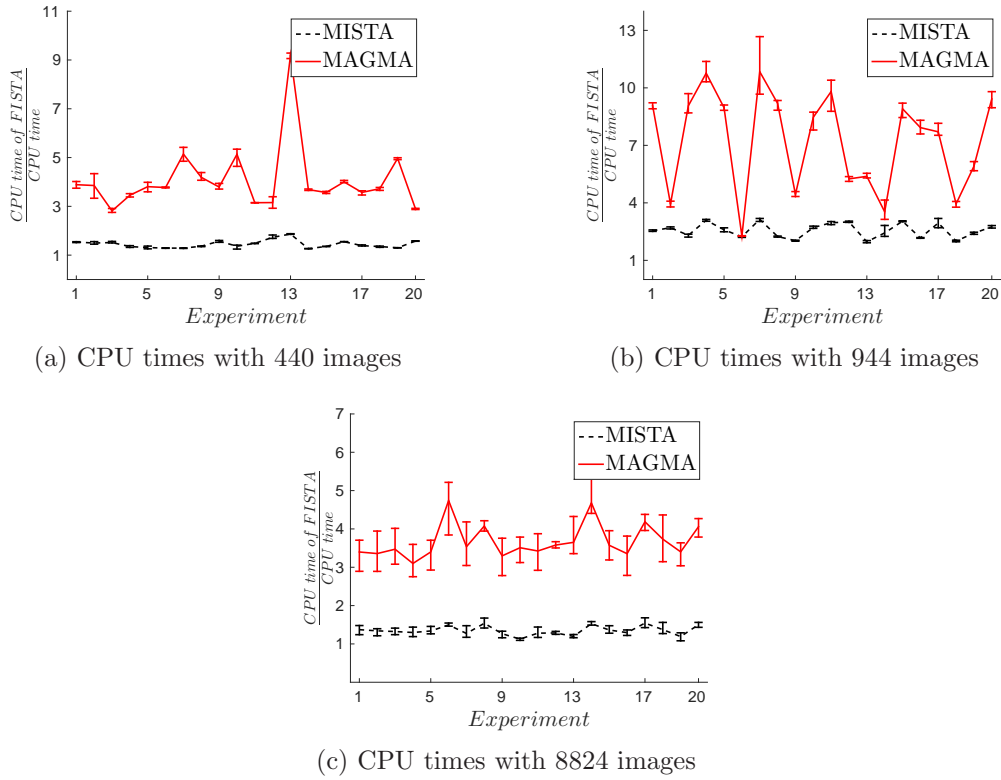 11
9
7
5
3
1
CPU time of FISTA
CPU time
MISTA
MAGMA
1 5 9 13 16 20
Experiment
(a) CPU times with 440 images
13
10
7
4
1
CPU time of FISTA
CPU time
MISTA
MAGMA
1 5 9 13 17 20
Experiment
(b) CPU times with 944 images
7
6
5
4
3
2
1
CPU time of FISTA
CPU time
MISTA
MAGMA
1 5 9 13 17 20
Experiment
(c) CPU times with 8824 images